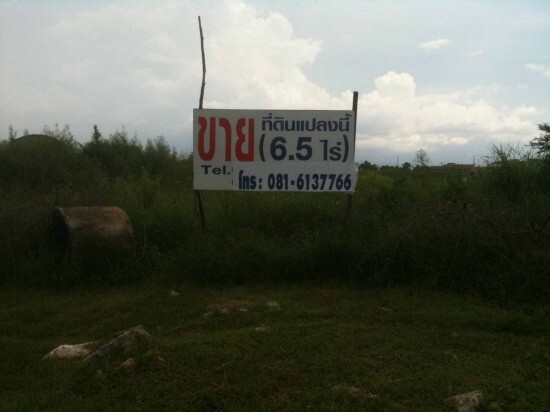 ขาย ที่ดินแปลงนี้
(6.5 ไร่)
Tel. โทร : 081-6137766